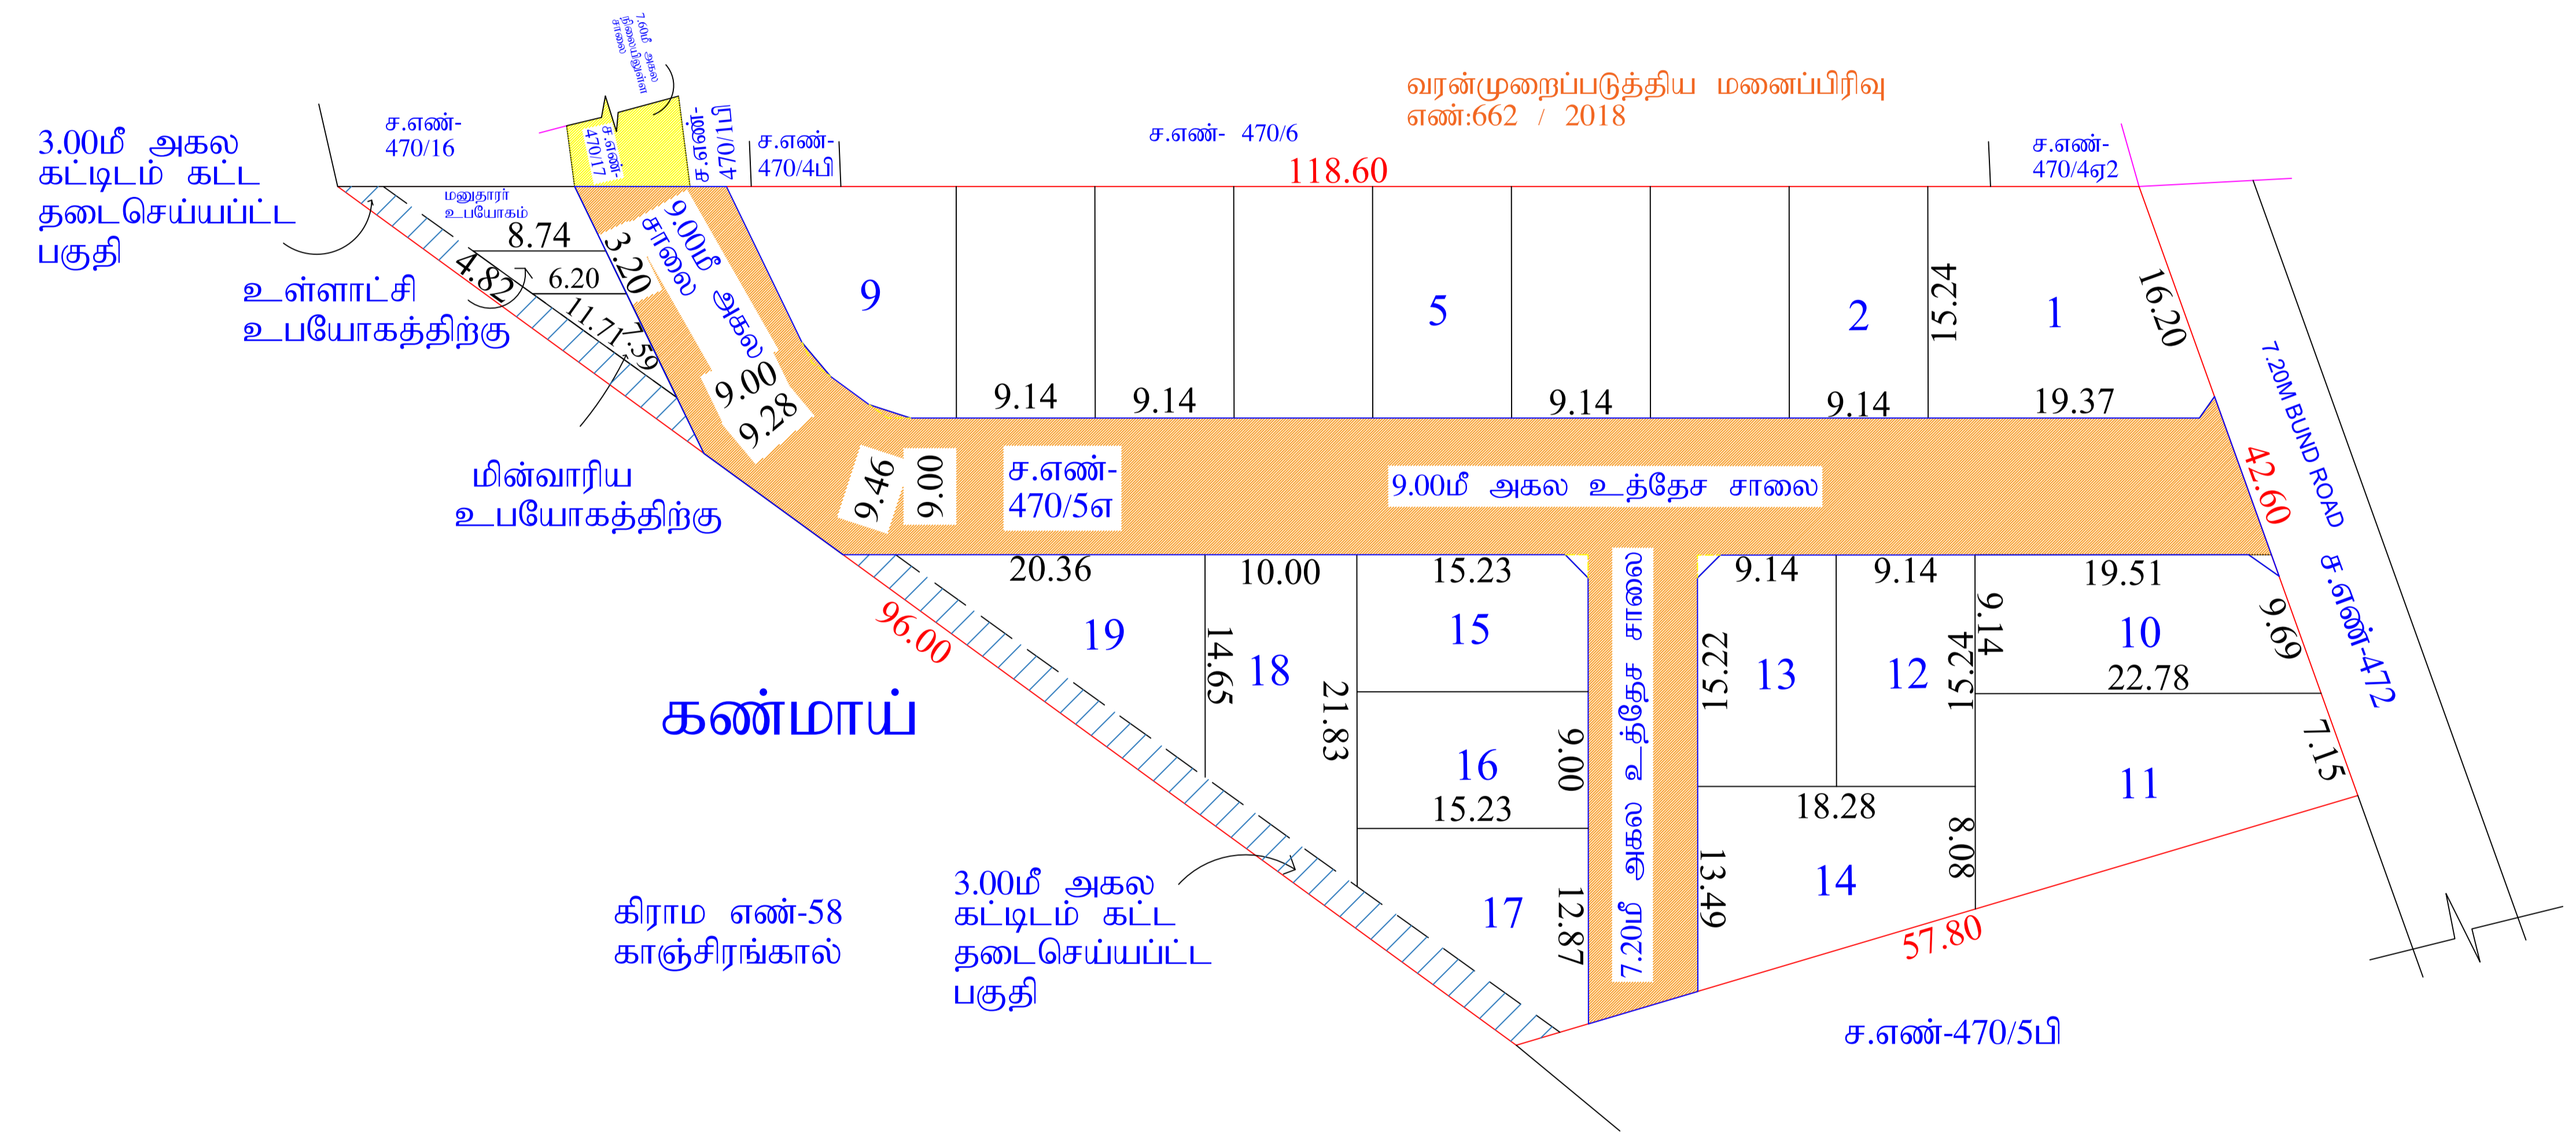 7.60மீ அகல
நிலையிலுள்ள
சாலை
வரன்முறைப்படுத்திய மனைப்பிரிவு
எண்:662 / 2018
3.00மீ அகல
கட்டிடம் கட்ட
தடைசெய்யப்ட்ட
பகுதி
ச.எண்-
470/16
ச.எண்-
470/17
ச.எண்-
470/1பி
ச.எண்-
470/4பி
ச.எண்- 470/6
118.60
ச.எண்-
470/4ஏ2
மனுதாரர்
உபயோகம்
8.74
3.20
4.82
6.20
11.71
7.59
9.00மீ அகல
சாலை
உள்ளாட்சி
உபயோகத்திற்கு
9
5
2
15.24
1
16.20
9.14
9.14
9.14
9.14
19.37
7.20M BUND ROAD
ச.எண்-472
9.00
9.28
9.46
9.00
ச.எண்-
470/5எ
9.00மீ அகல உத்தேச சாலை
42.60
மின்வாரிய
உபயோகத்திற்கு
20.36
10.00
15.23
9.14
9.14
19.51
96.00
19
14.65
18
21.83
15
7.20மீ அகல உத்தேச சாலை
15.22
13
12
15.24
9.14
10
22.78
9.69
கண்மாய்
16
15.23
9.00
18.28
11
7.15
3.00மீ அகல
கட்டிடம் கட்ட
தடைசெய்யப்ட்ட
பகுதி
17
12.87
13.49
14
8.08
57.80
கிராம எண்-58
காஞ்சிரங்கால்
ச.எண்-470/5பி